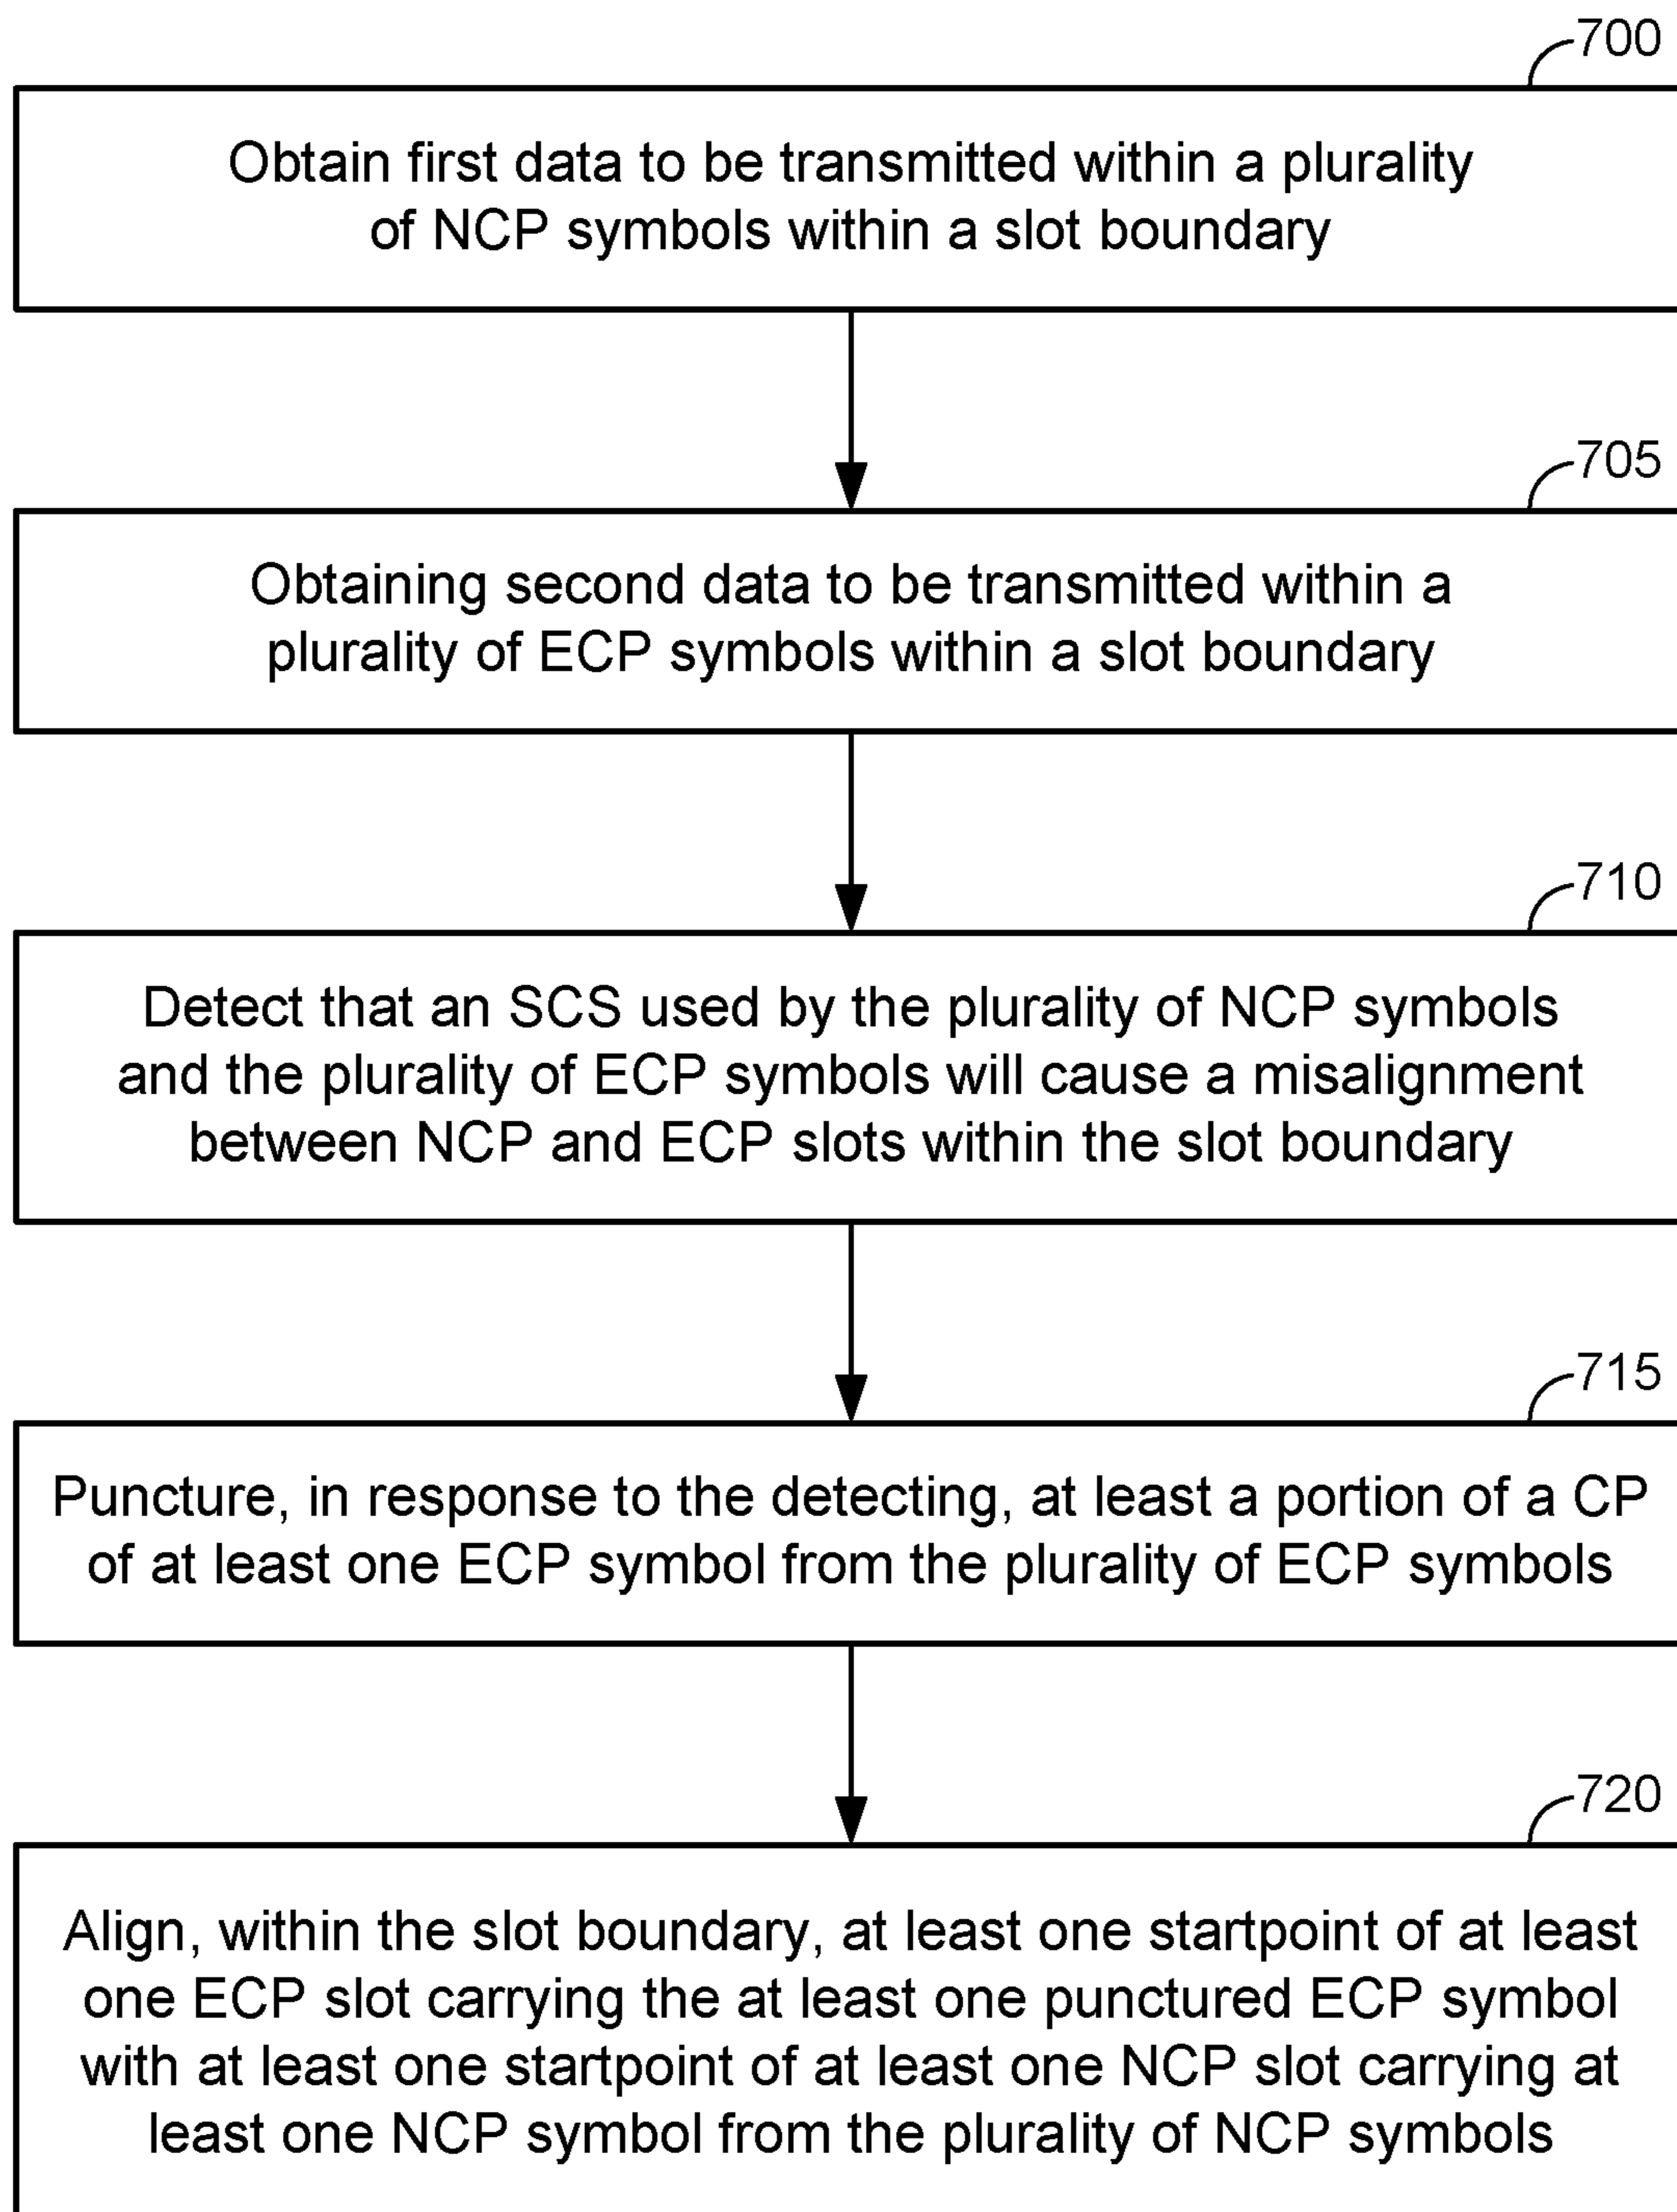 700
Obtain first data to be transmitted within a plurality
of NCP symbols within a slot boundary
705
Obtaining second data to be transmitted within a
plurality of ECP symbols within a slot boundary
710
Detect that an SCS used by the plurality of NCP symbols
and the plurality of ECP symbols will cause a misalignment
between NCP and ECP slots within the slot boundary
715
Puncture, in response to the detecting, at least a portion of a CP
of at least one ECP symbol from the plurality of ECP symbols
720
Align, within the slot boundary, at least one startpoint of at least
one ECP slot carrying the at least one punctured ECP symbol
with at least one startpoint of at least one NCP slot carrying at
least one NCP symbol from the plurality of NCP symbols